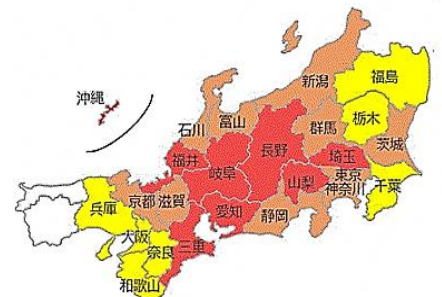 沖縄
新潟
福島
石川
富山
群馬
栃木
茨城
福井
岐阜
長野
埼玉
山梨
東京
神奈川
千葉
兵庫
京都
滋賀
愛知
静岡
大阪
奈良
三重
和歌山